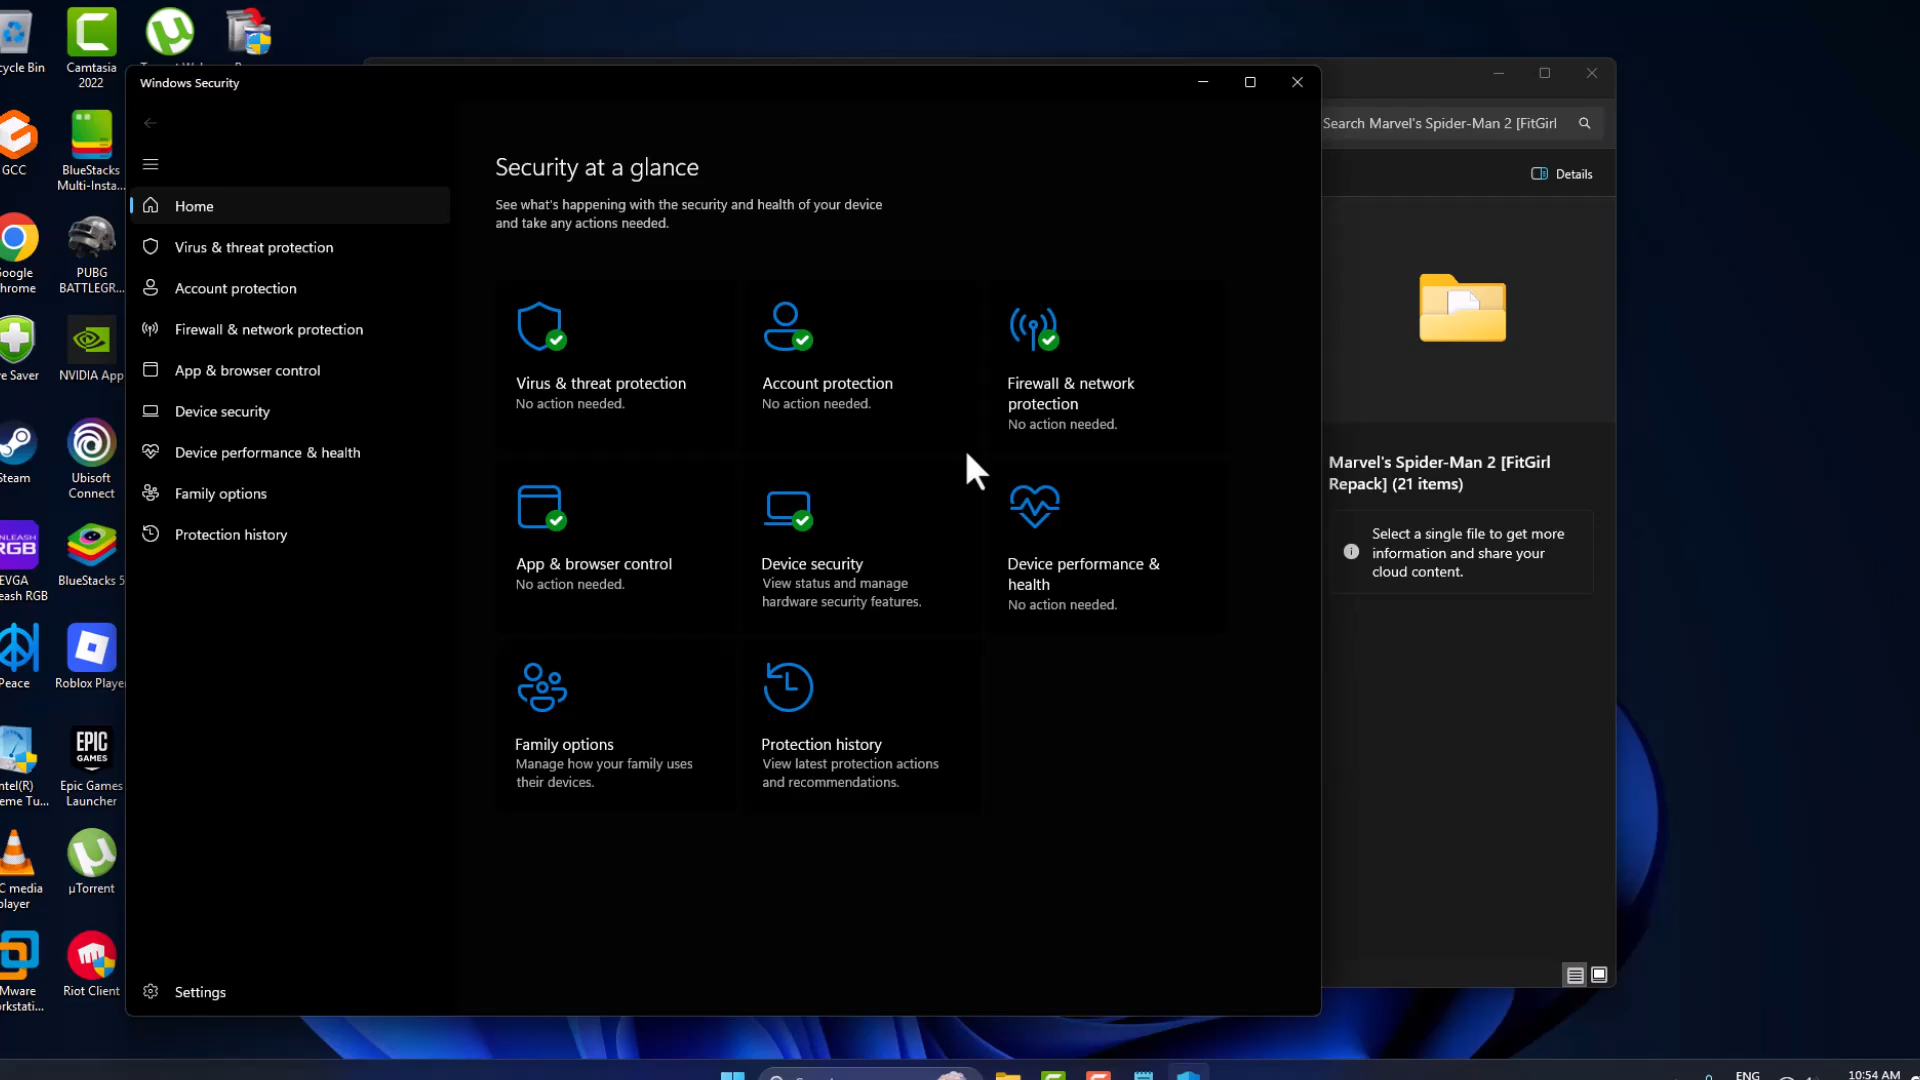 cycle Bin
Camtasia
2022
Windows Security
Search Marvel's Spider-Man 2 [FitGirl
Details
GCC
BlueStacks
Multi-Insta...
Security at a glance
See what's happening with the security and health of your device
and take any actions needed.
Home
Virus & threat protection
Account protection
Firewall & network protection
App & browser control
Device security
Device performance & health
Family options
Protection history
Settings
Google
Chrome
PUBG
BATTLEGR...
NVIDIA App
Steam
Ubisoft
Connect
EVGA
eash RGB
BlueStacks 5
Peace
Roblox Player
ntel(R)
eme Tu...
Epic Games
Launcher
EPIC
GAMES
C media
player
µTorrent
Mware
rkstati...
Riot Client
Virus & threat protection
No action needed.
Account protection
No action needed.
Firewall & network
protection
No action needed.
App & browser control
No action needed.
Device security
View status and manage
hardware security features.
Device performance &
health
No action needed.
Family options
Manage how your family uses
their devices.
Protection history
View latest protection actions
and recommendations.
Marvel's Spider-Man 2 [FitGirl
Repack] (21 items)
Select a single file to get more
information and share your
cloud content.
ENG
10:54 AM